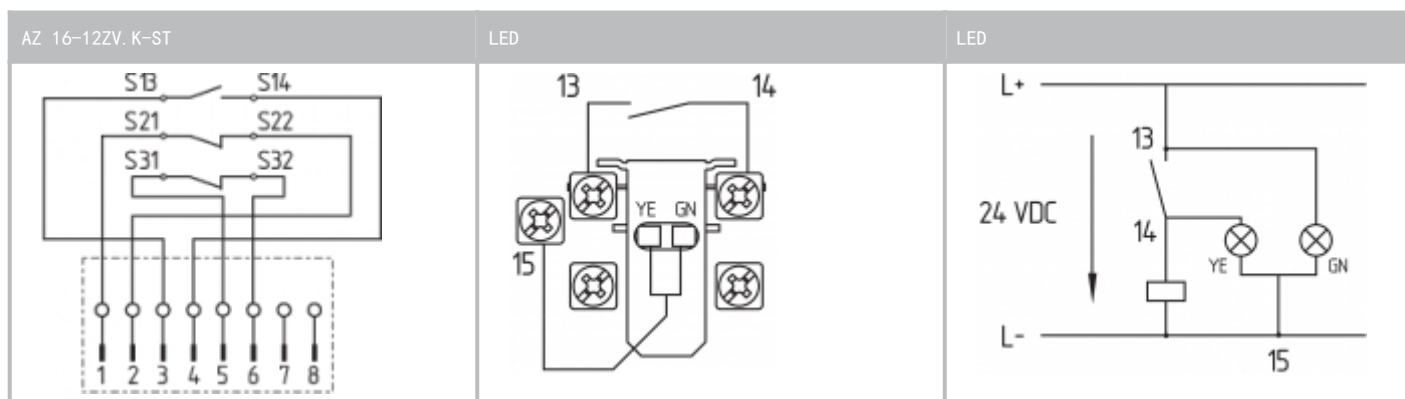 AZ 16-12ZV.K-ST
LED
LED
S13 S14
S21 S22
S31 S32
1 2 3 4 5 6 7 8
13 14
YE GN
15
L+
13
24 VDC
14
YE GN
L-
15